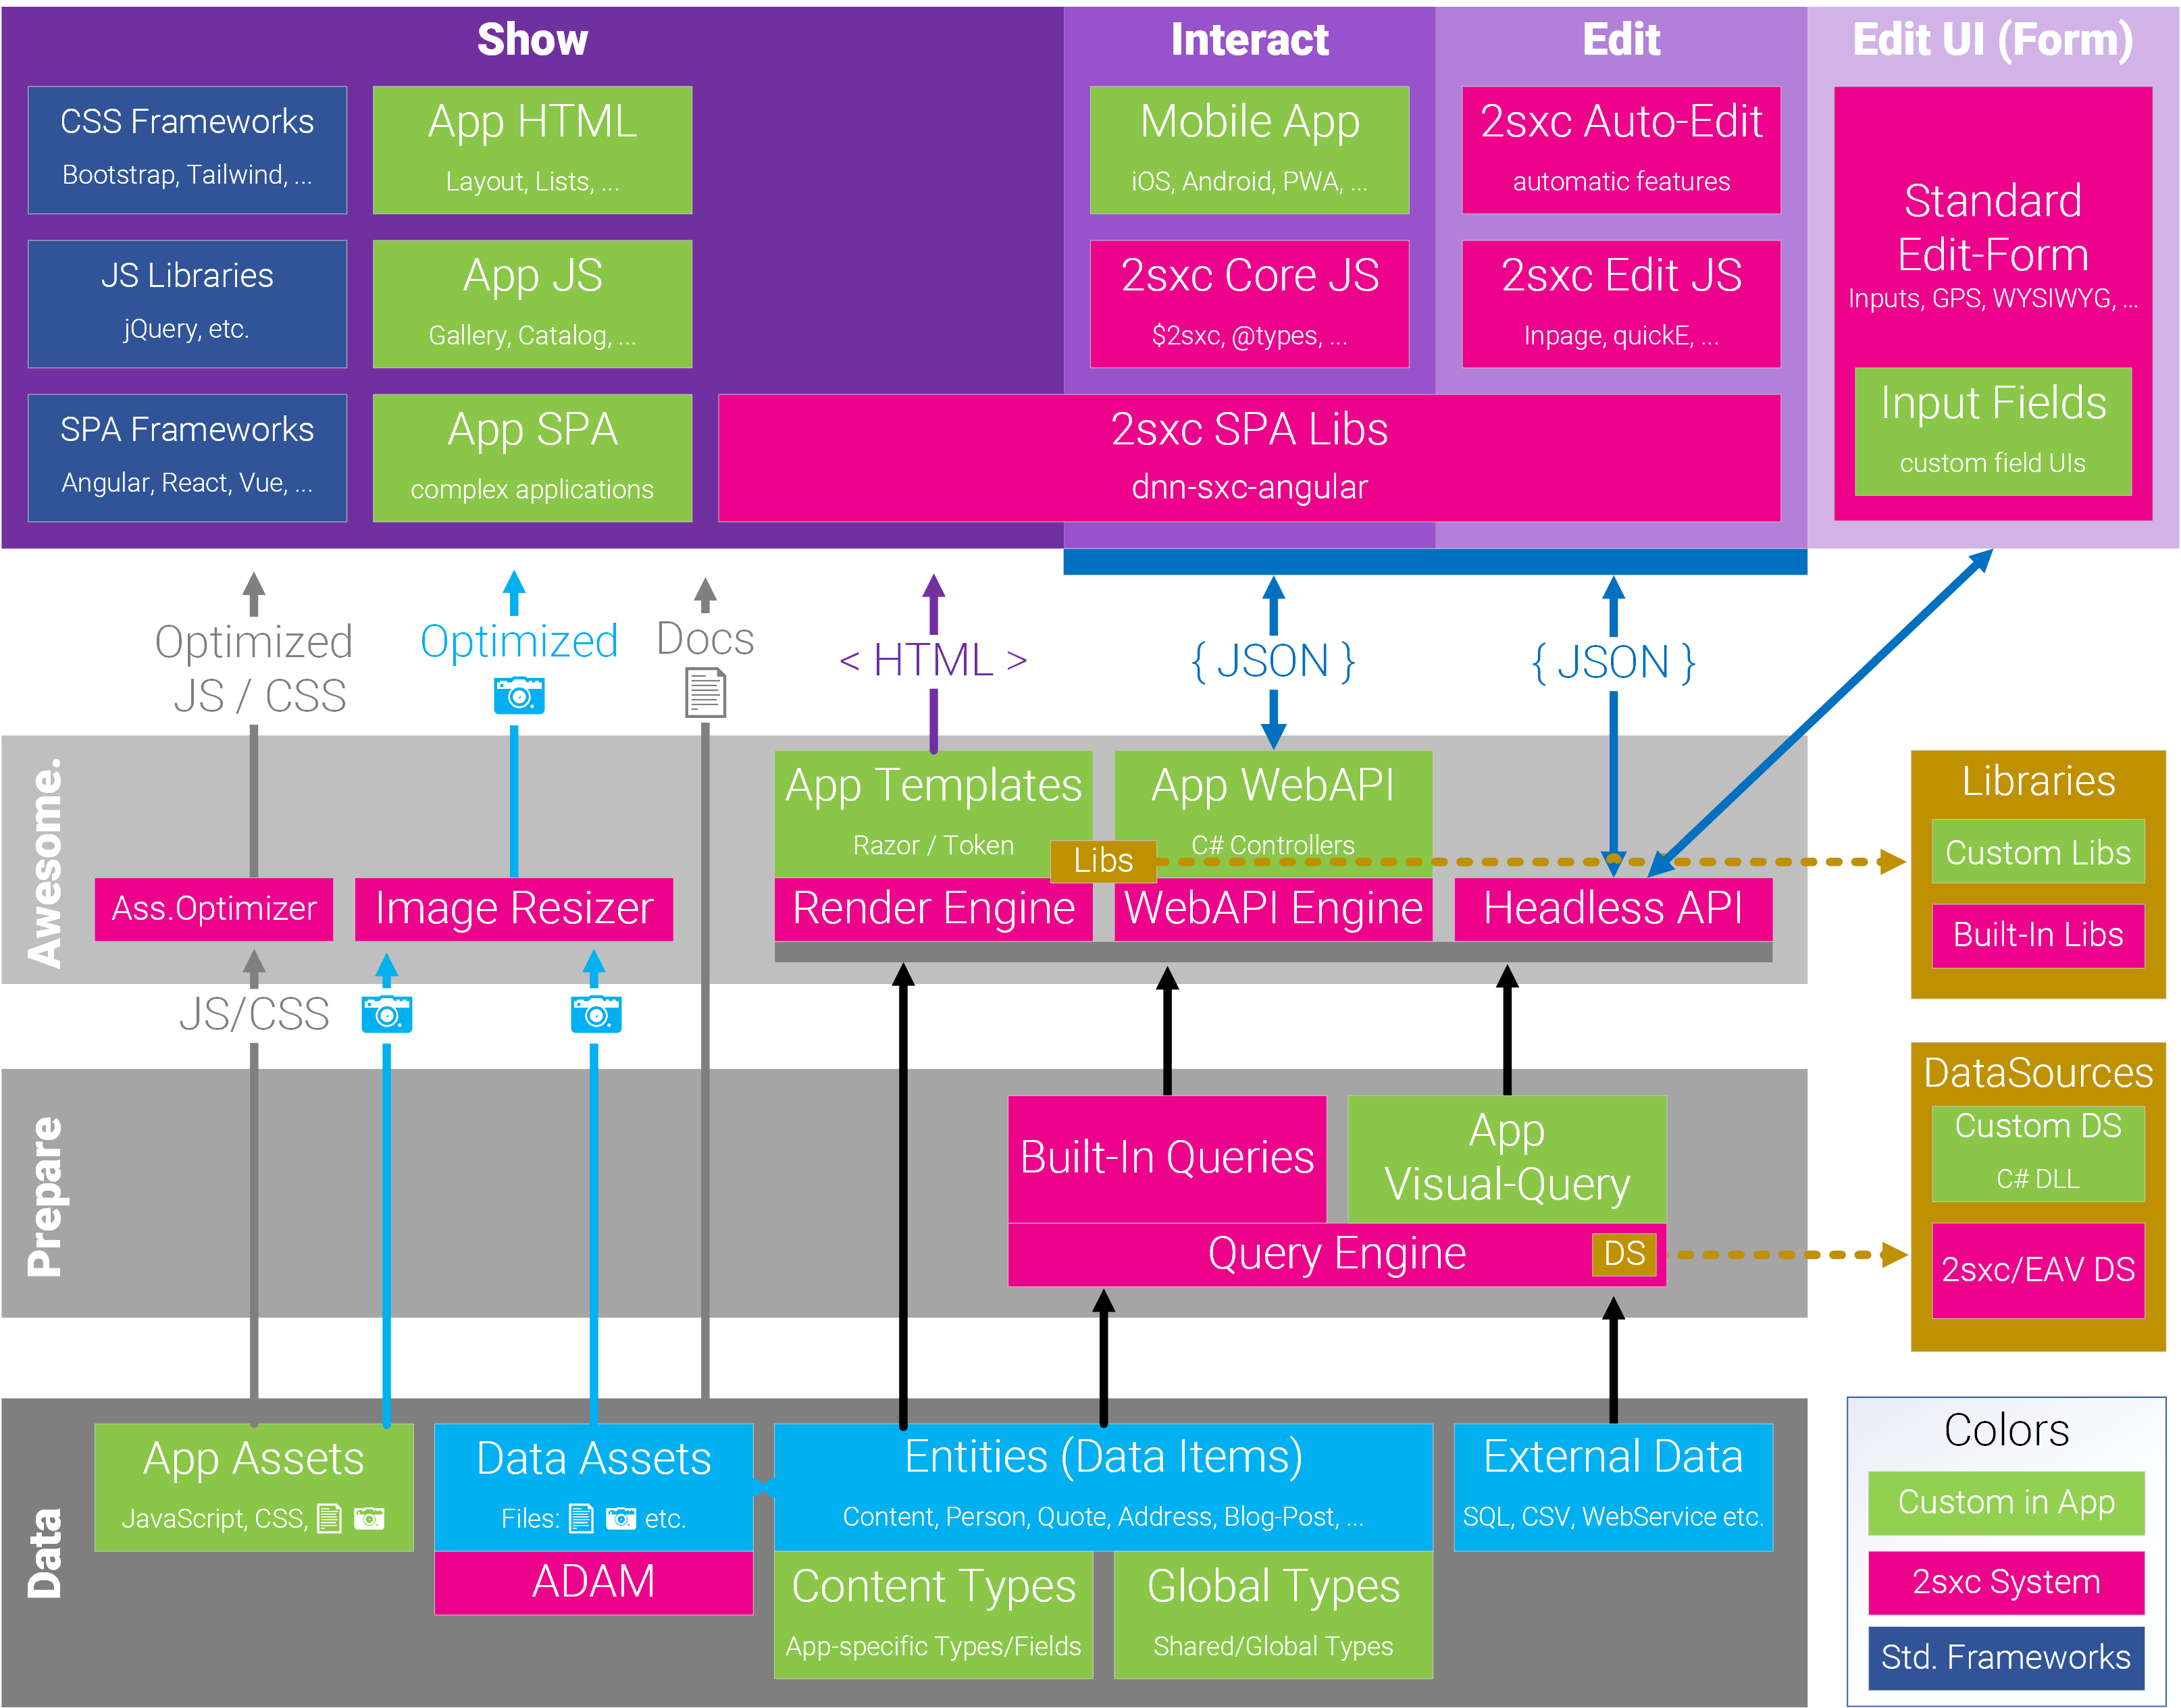 Show
Interact
Edit
Edit UI (Form)
CSS Frameworks
Bootstrap, Tailwind, ...
App HTML
Layout, Lists, ...
Mobile App
iOS, Android, PWA, ...
2sxc Auto-Edit
automatic features
Standard
Edit-Form
Inputs, GPS, WYSIWYG, ...
JS Libraries
jQuery, etc.
App JS
Gallery, Catalog, ...
2sxc Core JS
$2sxc, @types, ...
2sxc Edit JS
Inpage, quickE, ...
Input Fields
custom field UIs
SPA Frameworks
Angular, React, Vue, ...
App SPA
complex applications
2sxc SPA Libs
dnn-sxc-angular
Optimized
JS / CSS
Optimized
Docs
< HTML >
{ JSON }
{ JSON }
Awesome.
Ass.Optimizer
Image Resizer
App Templates
Razor / Token
App WebAPI
C# Controllers
Libs
Render Engine
WebAPI Engine
Headless API
Libraries
Custom Libs
Built-In Libs
JS/CSS
Prepare
Built-In Queries
App
Visual-Query
Query Engine
DS
DataSources
Custom DS
C# DLL
2sxc/EAV DS
Data
App Assets
JavaScript, CSS,
Data Assets
Files: etc.
ADAM
Entities (Data Items)
Content, Person, Quote, Address, Blog-Post, ...
Content Types
App-specific Types/Fields
Global Types
Shared/Global Types
External Data
SQL, CSV, WebService etc.
Colors
Custom in App
2sxc System
Std. Frameworks